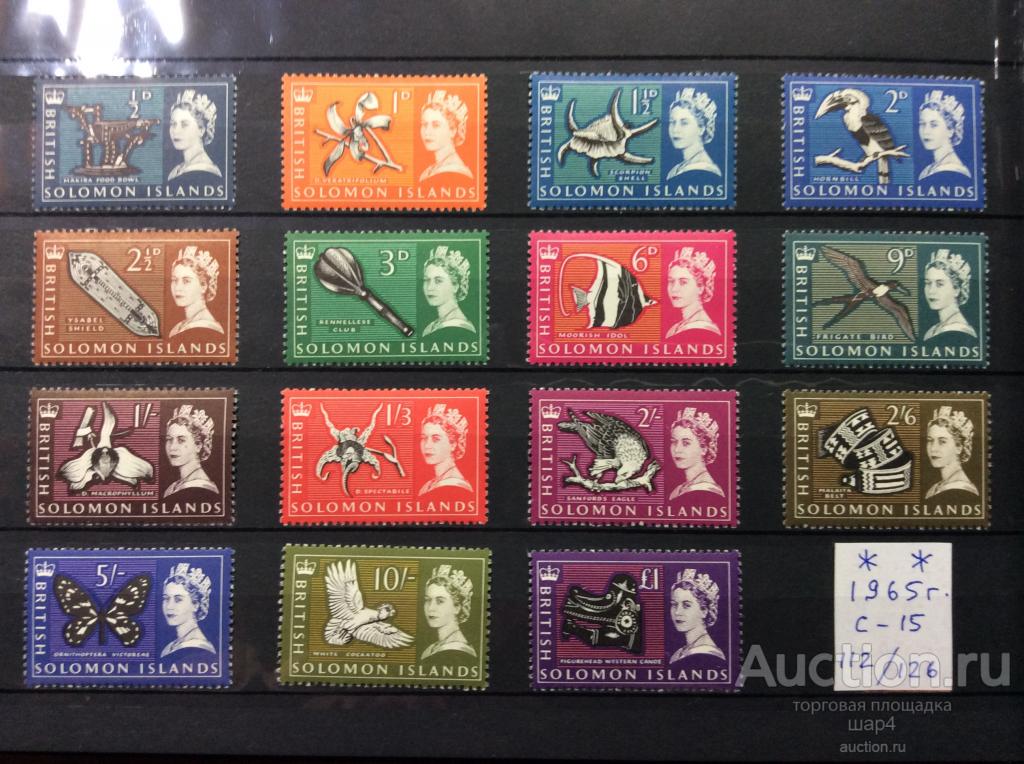 BRITISH
½D
MAKIRA FOOD BOWL
SOLOMON ISLANDS
BRITISH
1D
D. VERATRIFOLIUM
SOLOMON ISLANDS
BRITISH
1½D
SCORPION
SHELL
SOLOMON ISLANDS
BRITISH
2D
HORNBILL
SOLOMON ISLANDS
BRITISH
2½D
YSABEL
SHIELD
SOLOMON ISLANDS
BRITISH
3D
RENNELLESE
CLUB
SOLOMON ISLANDS
BRITISH
6D
MOORISH IDOL
SOLOMON ISLANDS
BRITISH
9D
FRIGATE BIRD
SOLOMON ISLANDS
BRITISH
1/-
D. MACROPHYLLUM
SOLOMON ISLANDS
BRITISH
1/3
D. SPECTABILE
SOLOMON ISLANDS
BRITISH
2/-
SANFORDS EAGLE
SOLOMON ISLANDS
BRITISH
2/6
MALAITA
BELT
SOLOMON ISLANDS
BRITISH
5/-
ORNITHOPTERA VICTOREAE
SOLOMON ISLANDS
BRITISH
10/-
WHITE COCKATOO
SOLOMON ISLANDS
BRITISH
£1
FIGUREHEAD WESTERN CANOE
SOLOMON ISLANDS
* *
1965г.
с-15
112/126
Auction.ru
торговая площадка
шар4
auction.ru